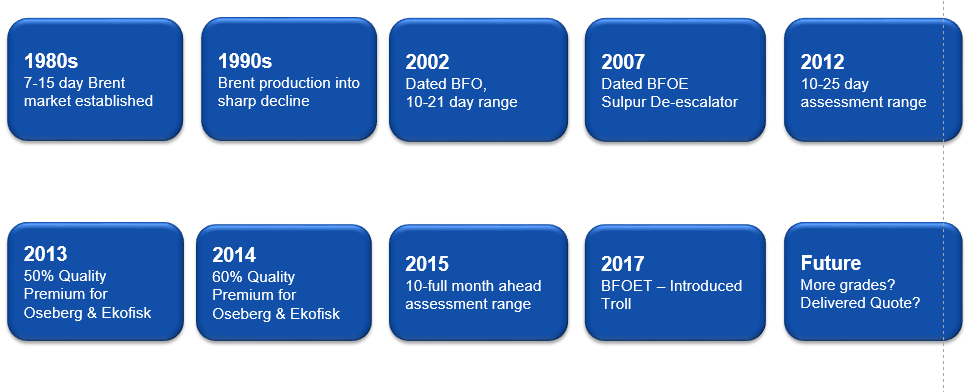 1980s
7-15 day Brent
market established
1990s
Brent production into
sharp decline
2002
Dated BFO,
10-21 day range
2007
Dated BFOE
Sulpur De-escalator
2012
10-25 day
assessment range
2013
50% Quality
Premium for
Oseberg & Ekofisk
2014
60% Quality
Premium for
Oseberg & Ekofisk
2015
10-full month ahead
assessment range
2017
BFOET – Introduced
Troll
Future
More grades?
Delivered Quote?